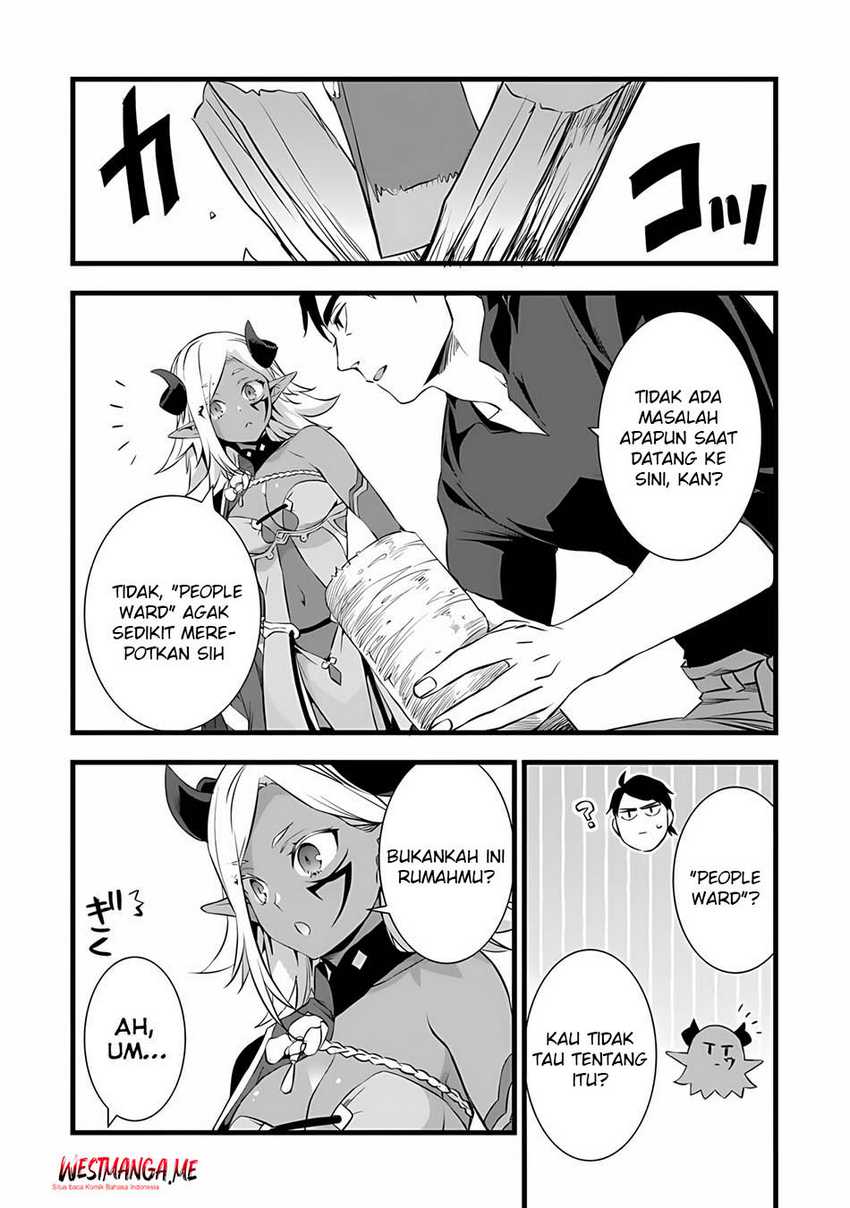 カコッ
TIDAK ADA
MASALAH
APAPUN SAAT
DATANG KE
SINI, KAN?
TIDAK, "PEOPLE
WARD" AGAK
SEDIKIT MERE-
POTKAN SIH
"PEOPLE
WARD"?
?
KAU TIDAK
TAU TENTANG
ITU?
BUKANKAH INI
RUMAHMU?
ぎく
AH,
UM...
WESTMANGA.ME
Situs baca Komik Bahasa Indonesia